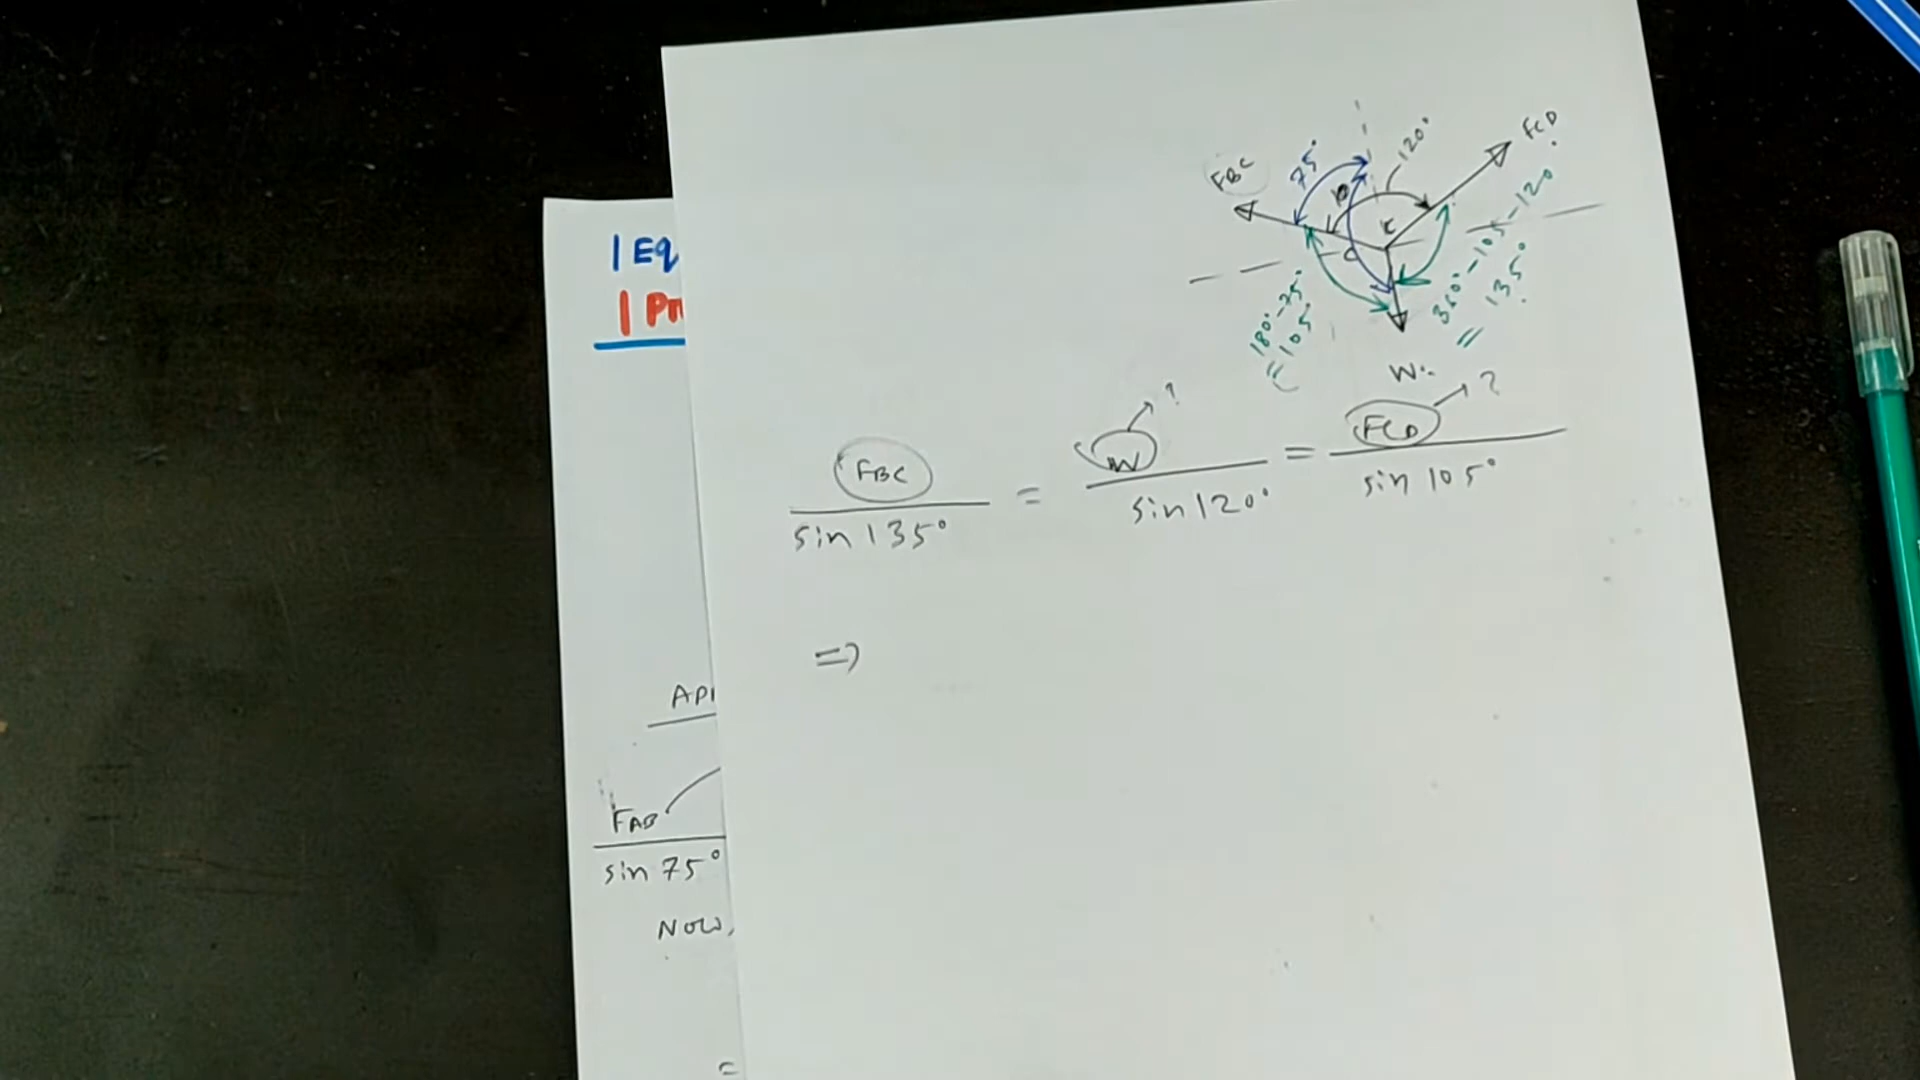 1 Eq
1 Pr
FBC
75°
120°
FCD
C
180°-75°
= 105°
360°-105-120
= 135°
W
FBC / sin 135° = W / sin 120° = FCD / sin 105°
? ?
=>
APP
FAB
sin 75°
NOW,
=